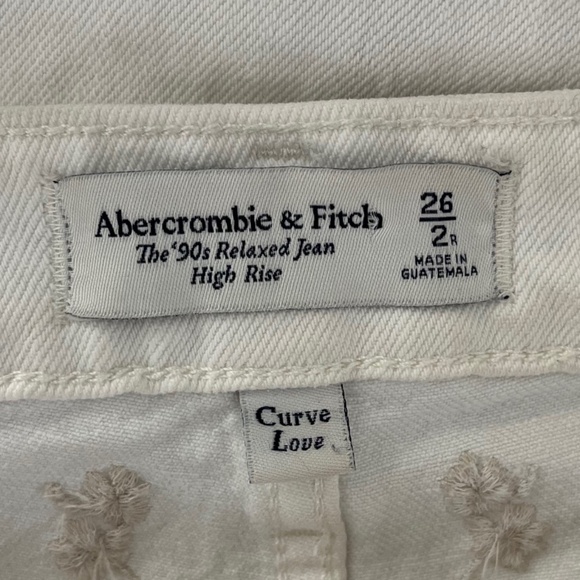 Abercrombie & Fitch
The '90s Relaxed Jean
High Rise
26
2R
MADE IN
GUATEMALA
Curve
Love